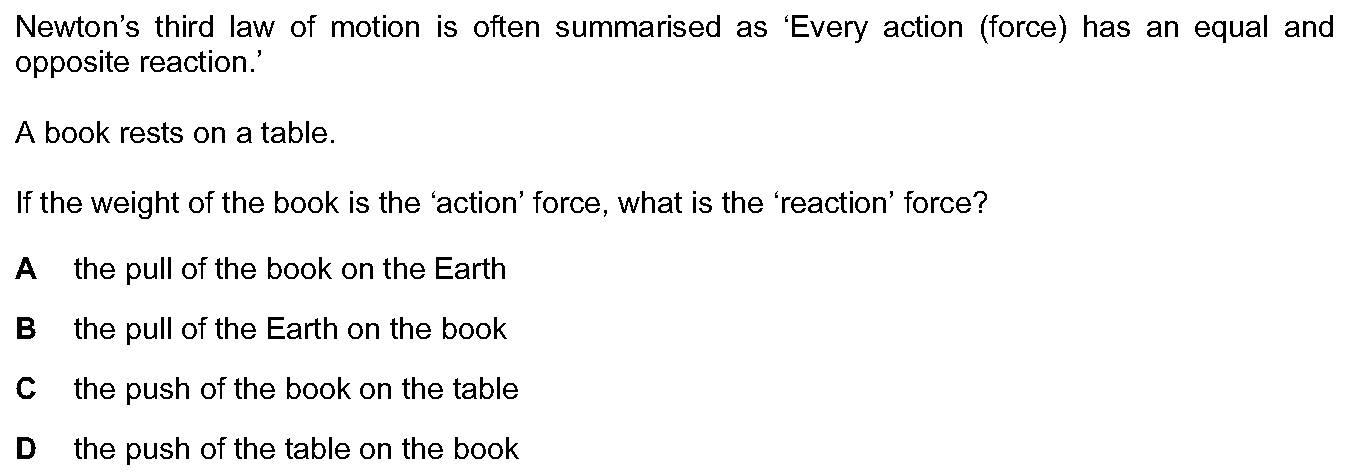 Newton’s third law of motion is often summarised as ‘Every action (force) has an equal and
opposite reaction.’
A book rests on a table.
If the weight of the book is the ‘action’ force, what is the ‘reaction’ force?
A the pull of the book on the Earth
B the pull of the Earth on the book
C the push of the book on the table
D the push of the table on the book